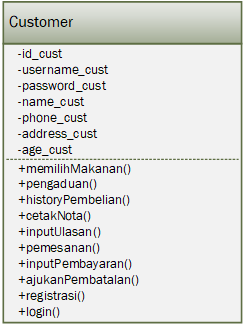 Customer
-id_cust
-username_cust
-password_cust
-name_cust
-phone_cust
-address_cust
-age_cust
+memilihMakanan()
+pengaduan()
+historyPembelian()
+cetakNota()
+inputUlasan()
+pemesanan()
+inputPembayaran()
+ajukanPembatalan()
+registrasi()
+login()